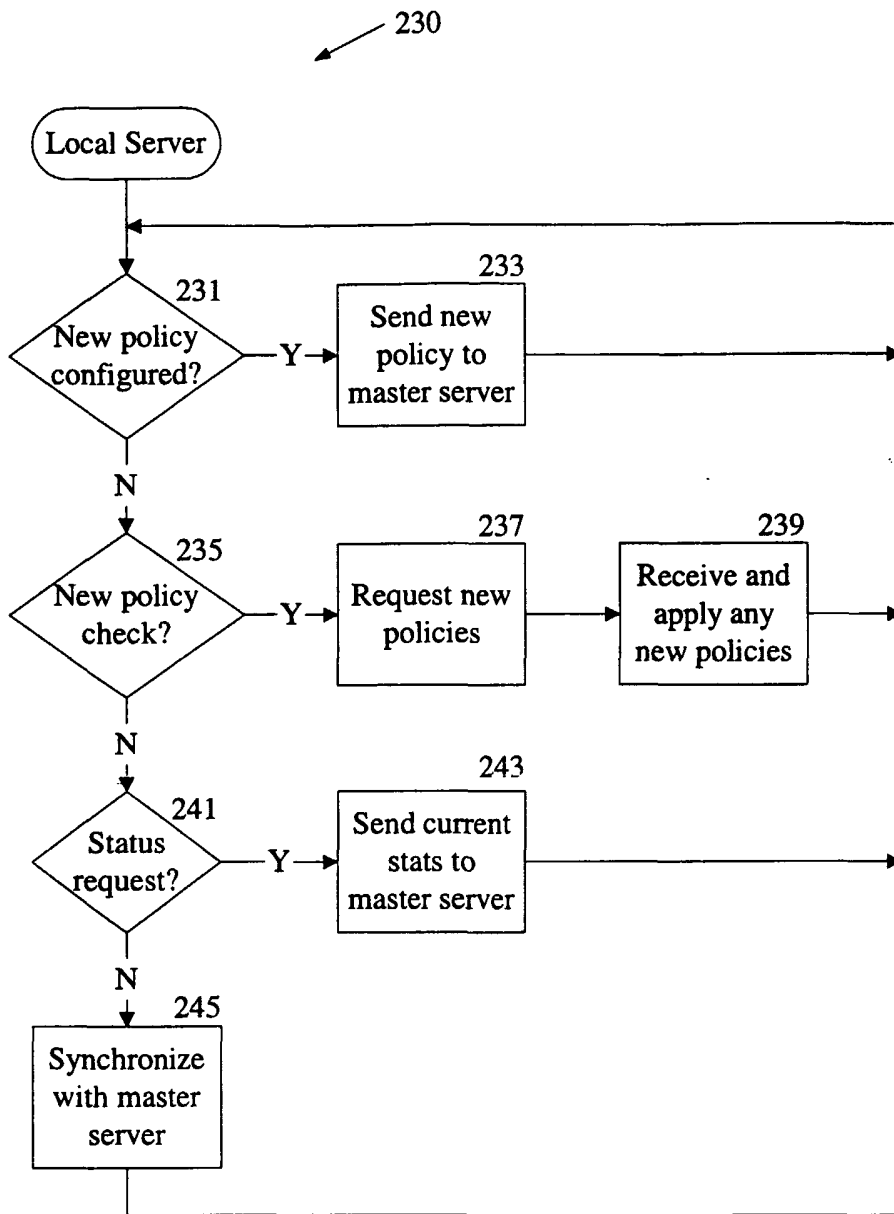 230
Local Server
231
New policy
configured?
Y
233
Send new
policy to
master server
N
235
New policy
check?
Y
237
Request new
policies
239
Receive and
apply any
new policies
N
241
Status
request?
Y
243
Send current
stats to
master server
N
245
Synchronize
with master
server